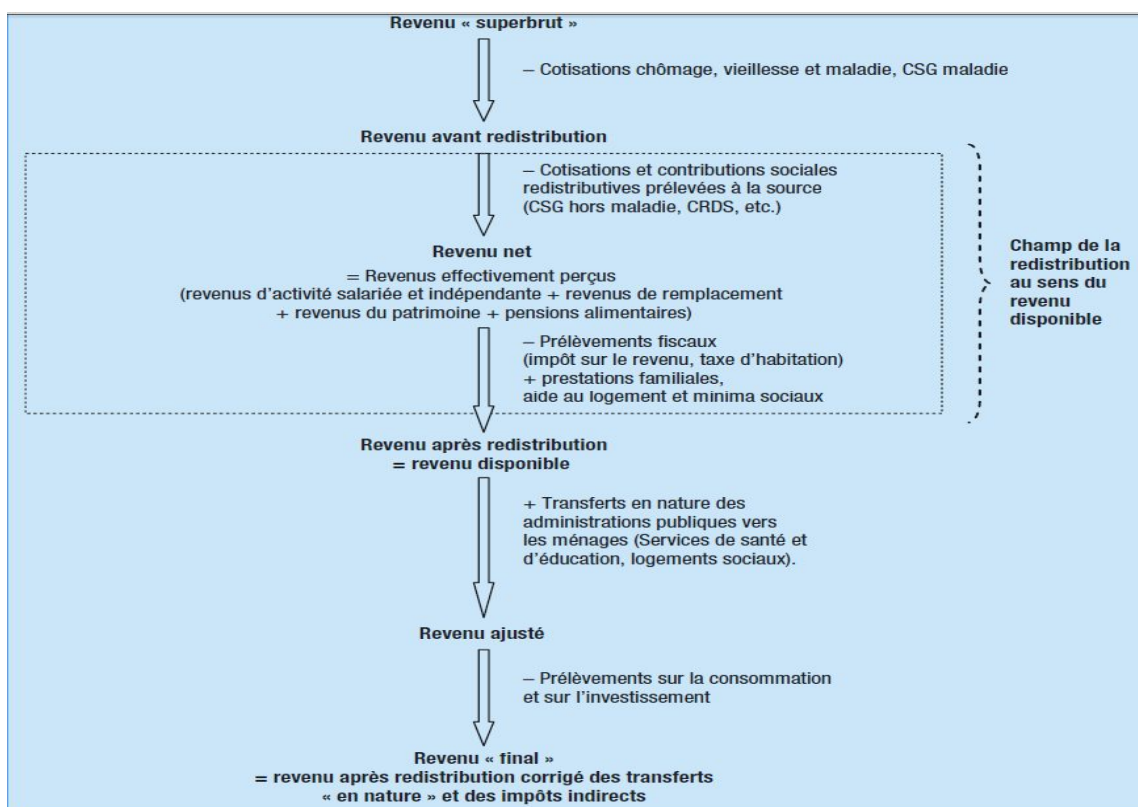 Revenu « superbrut »
– Cotisations chômage, vieillesse et maladie, CSG maladie
Revenu avant redistribution
– Cotisations et contributions sociales
redistributives prélevées à la source
(CSG hors maladie, CRDS, etc.)
Revenu net
= Revenus effectivement perçus
(revenus d'activité salariée et indépendante + revenus de remplacement
+ revenus du patrimoine + pensions alimentaires)
– Prélèvements fiscaux
(impôt sur le revenu, taxe d'habitation)
+ prestations familiales,
aide au logement et minima sociaux
Champ de la
redistribution
au sens du
revenu
disponible
Revenu après redistribution
= revenu disponible
+ Transferts en nature des
administrations publiques vers
les ménages (Services de santé et
d'éducation, logements sociaux).
Revenu ajusté
– Prélèvements sur la consommation
et sur l'investissement
Revenu « final »
= revenu après redistribution corrigé des transferts
« en nature » et des impôts indirects